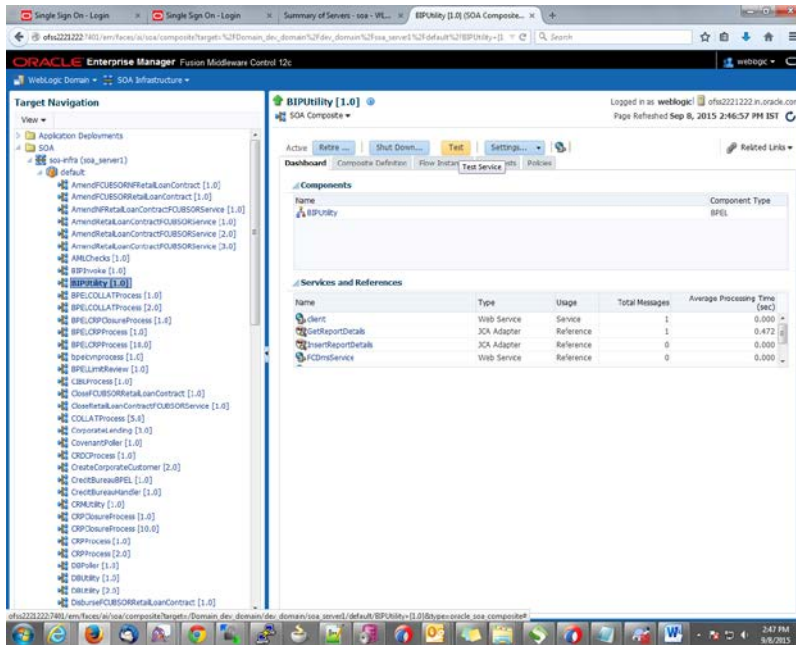 Single Sign On - Login
Single Sign On - Login
Summary of Servers - soa - WL...
BIPUtility [1.0] (SOA Composite...
Search
ORACLE Enterprise Manager Fusion Middleware Control 12c
weblogic
WebLogic Domain
SOA Infrastructure
Target Navigation
View
Application Deployments
SOA
soa-infra (soa_server1)
default
AmendFCUBSORNFRetailLoanContract [1.0]
AmendFCUBSORRetailLoanContract [1.0]
AmendNFRetailLoanContractFCUBSORService [1.0]
AmendRetailLoanContractFCUBSORService [1.0]
AmendRetailLoanContractFCUBSORService [2.0]
AmendRetailLoanContractFCUBSORService [3.0]
AMLChecks [1.0]
BIPInvoke [1.0]
BIPUtility [1.0]
BPELCOLLATProcess [1.0]
BPELCOLLATProcess [2.0]
BPELCRPClosureProcess [1.0]
BPELCRPProcess [1.0]
BPELCRPProcess [10.0]
bpelcvnprocess [1.0]
BPELLimitReview [1.0]
CIBLProcess [1.0]
CloseFCUBSORRetailLoanContract [1.0]
CloseRetailLoanContractFCUBSORService [1.0]
COLLATProcess [5.0]
CorporateLending [3.0]
CovenantPoller [1.0]
CRDCProcess [1.0]
CreateCorporateCustomer [2.0]
CreditBureauBPEL [1.0]
CreditBureauHandler [1.0]
CRMUtility [1.0]
CRPClosureProcess [1.0]
CRPClosureProcess [10.0]
CRPProcess [1.0]
CRPProcess [2.0]
DBPoller [1.0]
DBUtility [1.0]
DBUtility [2.0]
DisburseFCUBSORRetailLoanContract [1.0]
BIPUtility [1.0]
SOA Composite
Logged in as weblogic
ofss2221222.in.oracle.com
Page Refreshed Sep 8, 2015 2:46:57 PM IST
Active
Retire ...
Shut Down...
Test
Settings...
Related Links
Dashboard
Composite Definition
Flow Instan
Policies
Test Service
Components
Name
Component Type
BIPUtility
BPEL
Services and References
Name Type Usage Total Messages Average Processing Time (sec)
client Web Service Service 1 0.000
GetReportDetails JCA Adapter Reference 1 0.472
InsertReportDetails JCA Adapter Reference 0 0.000
FCDmsService Web Service Reference 0 0.000
2:47 PM
9/8/2015